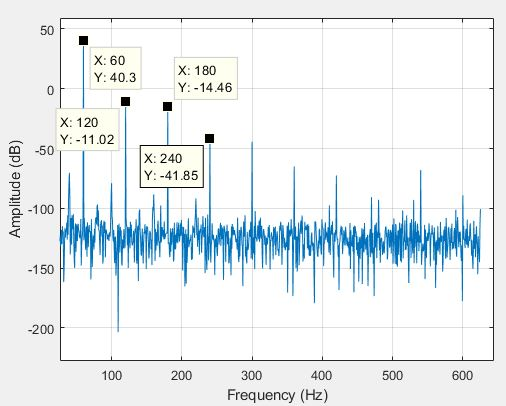 50
0
-50
-100
-150
-200
Amplitude (dB)
X: 60
Y: 40.3
X: 180
Y: -14.46
X: 120
Y: -11.02
X: 240
Y: -41.85
100
200
300
400
500
600
Frequency (Hz)